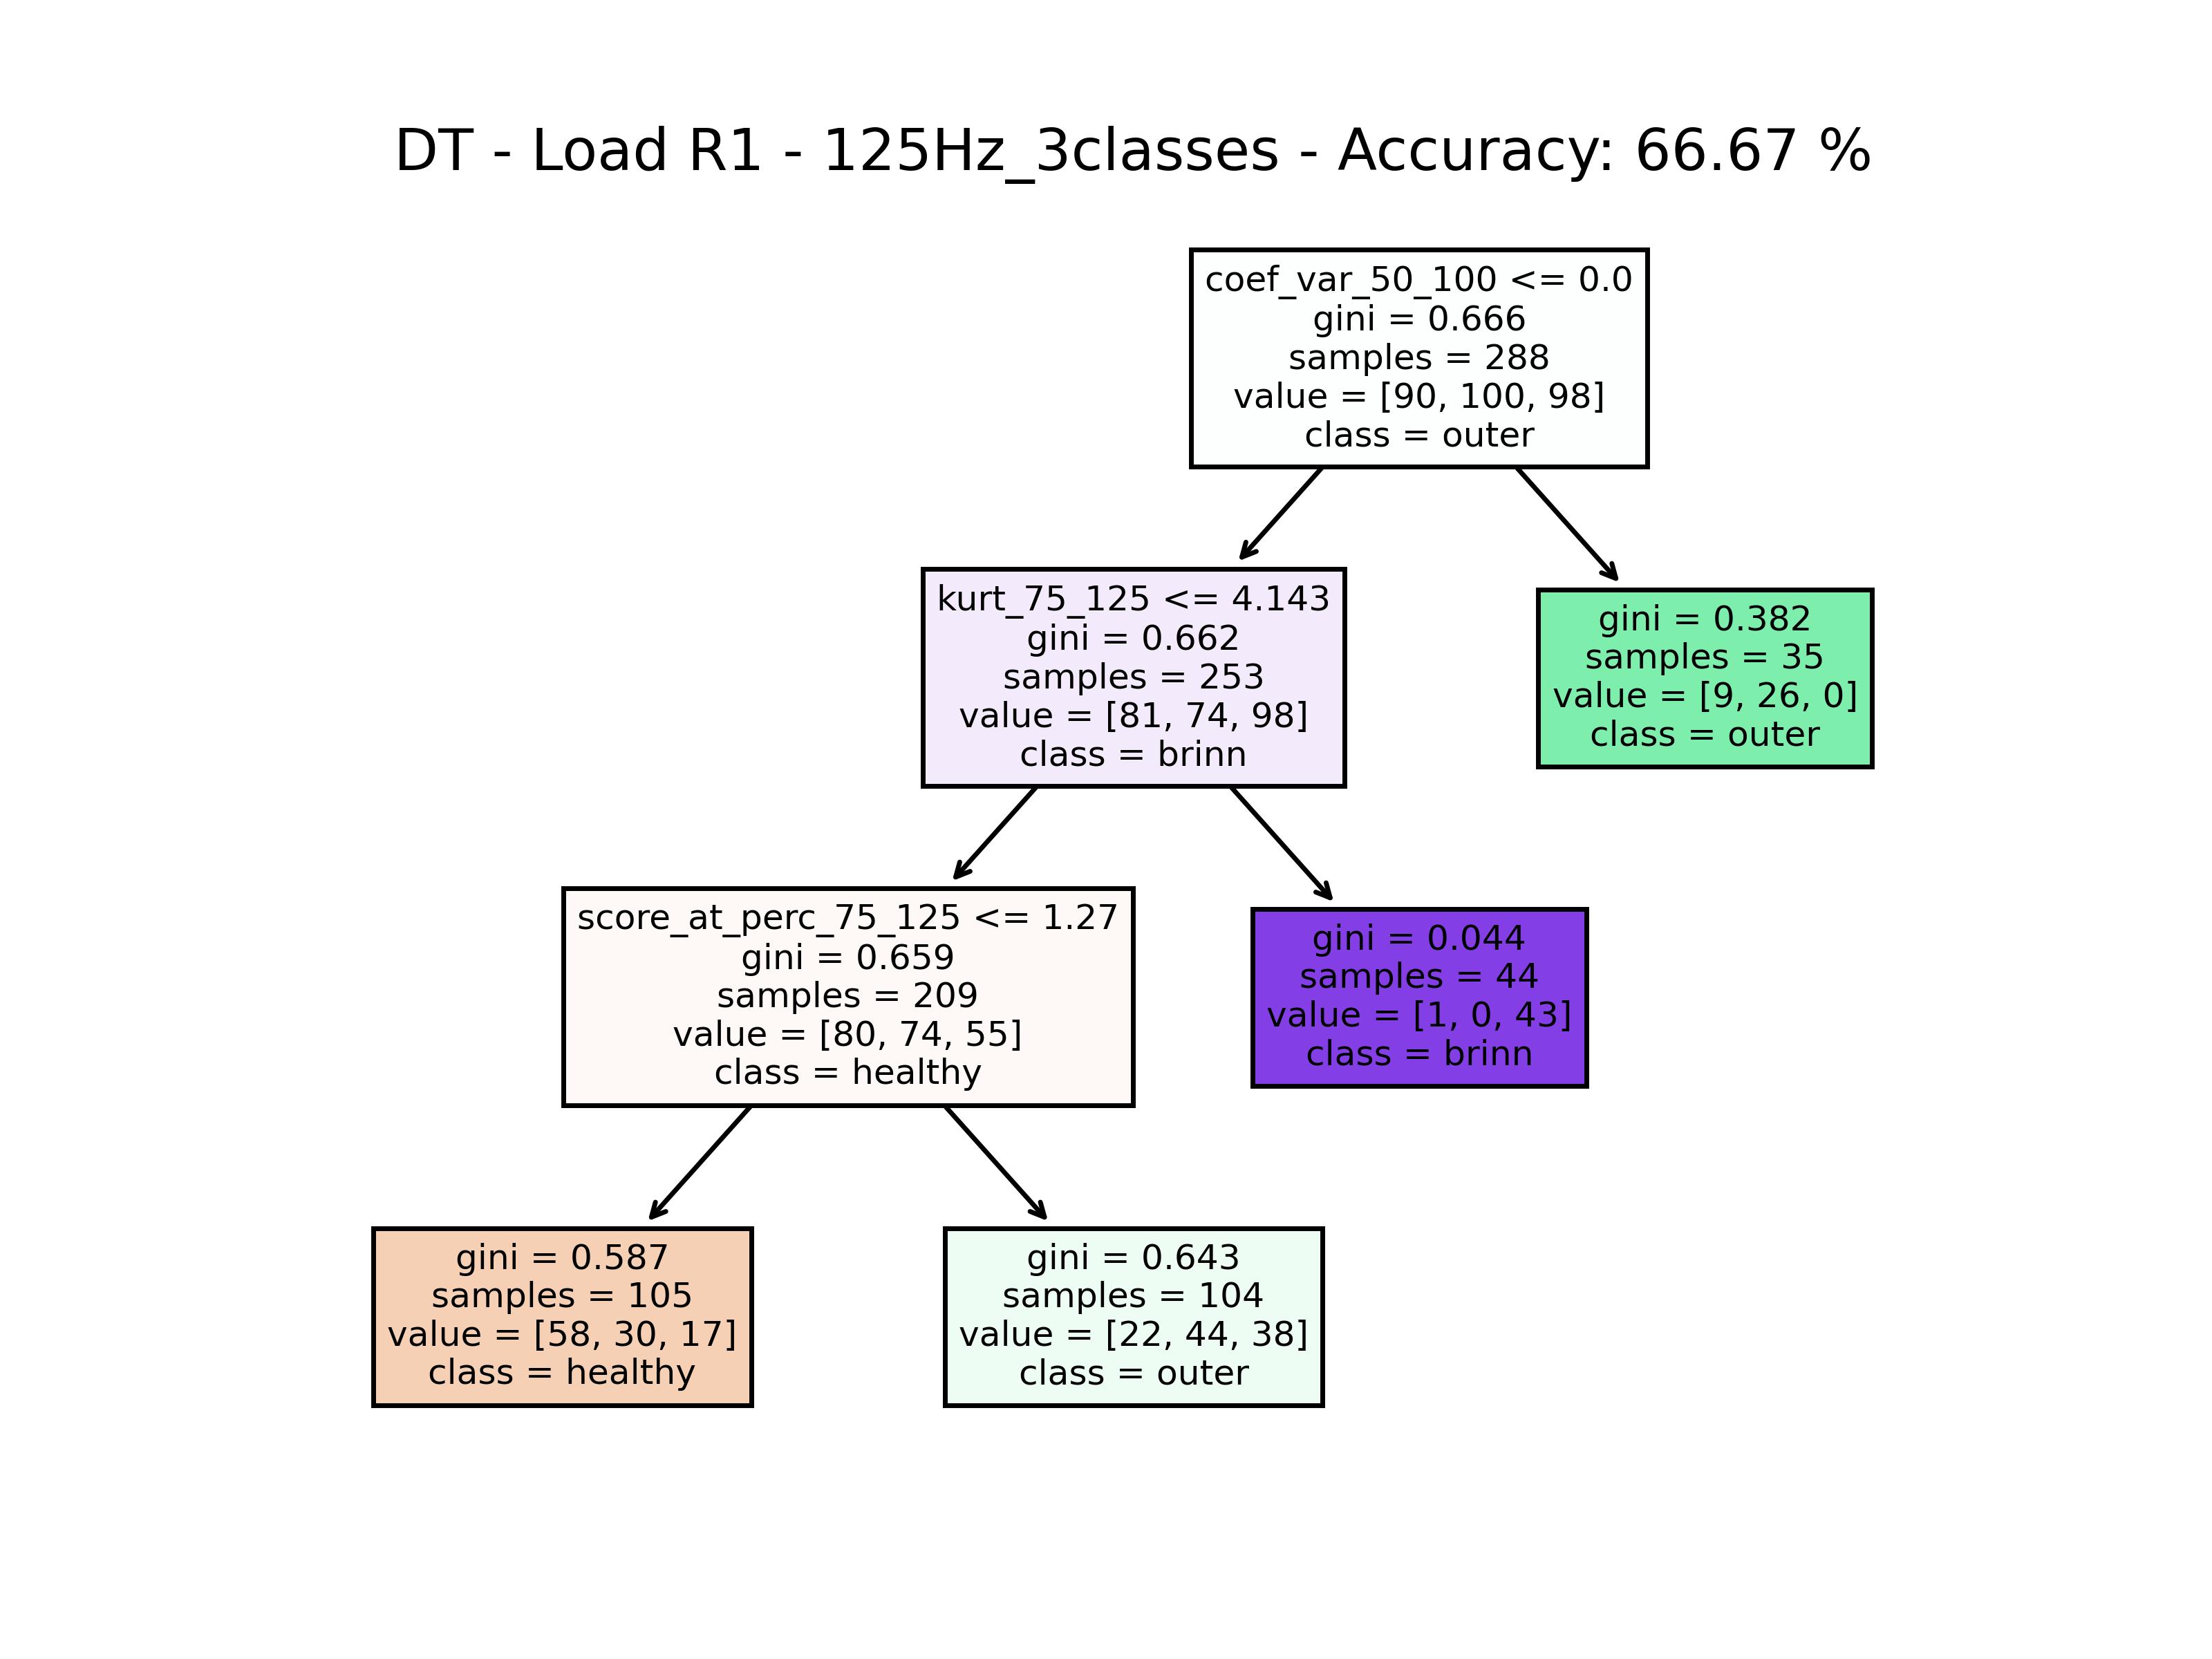 DT - Load R1 - 125Hz_3classes - Accuracy: 66.67 %
coef_var_50_100 <= 0.0
gini = 0.666
samples = 288
value = [90, 100, 98]
class = outer
kurt_75_125 <= 4.143
gini = 0.662
samples = 253
value = [81, 74, 98]
class = brinn
gini = 0.382
samples = 35
value = [9, 26, 0]
class = outer
score_at_perc_75_125 <= 1.27
gini = 0.659
samples = 209
value = [80, 74, 55]
class = healthy
gini = 0.044
samples = 44
value = [1, 0, 43]
class = brinn
gini = 0.587
samples = 105
value = [58, 30, 17]
class = healthy
gini = 0.643
samples = 104
value = [22, 44, 38]
class = outer